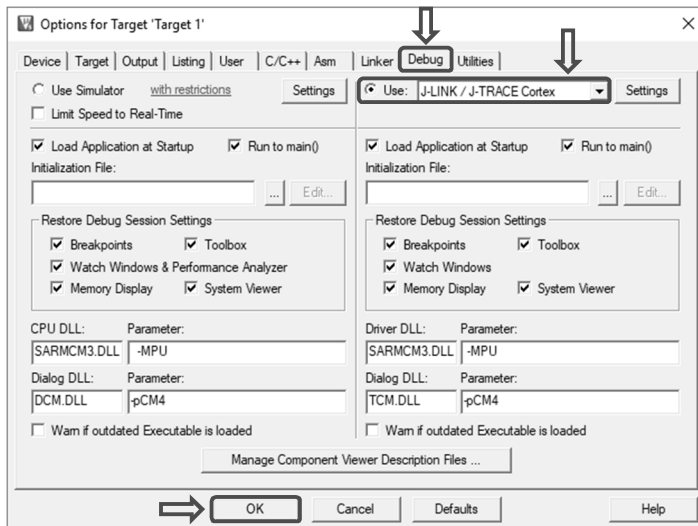 Options for Target 'Target 1'
Device Target Output Listing User C/C++ Asm Linker Debug Utilities
Use Simulator with restrictions Settings Use: J-LINK / J-TRACE Cortex Settings
Limit Speed to Real-Time
Load Application at Startup Run to main() Load Application at Startup Run to main()
Initialization File: Initialization File:
... Edit... ... Edit...
Restore Debug Session Settings Restore Debug Session Settings
Breakpoints Toolbox Breakpoints Toolbox
Watch Windows & Performance Analyzer Watch Windows
Memory Display System Viewer Memory Display System Viewer
CPU DLL: Parameter: Driver DLL: Parameter:
SARMCM3.DLL -MPU SARMCM3.DLL -MPU
Dialog DLL: Parameter: Dialog DLL: Parameter:
DCM.DLL -pCM4 TCM.DLL -pCM4
Warn if outdated Executable is loaded Warn if outdated Executable is loaded
Manage Component Viewer Description Files ...
OK Cancel Defaults Help